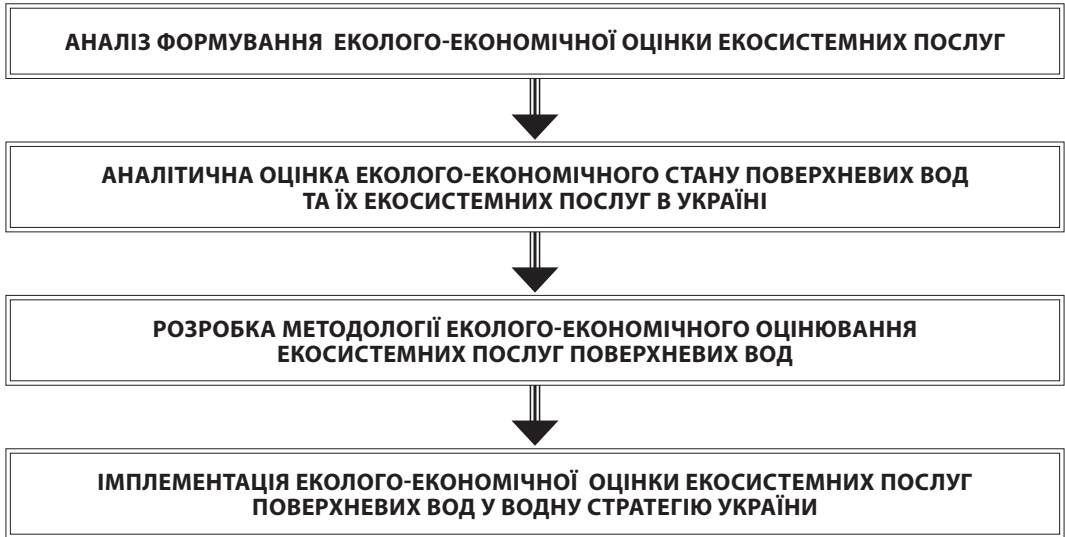 АНАЛІЗ ФОРМУВАННЯ ЕКОЛОГО-ЕКОНОМІЧНОЇ ОЦІНКИ ЕКОСИСТЕМНИХ ПОСЛУГ
АНАЛІТИЧНА ОЦІНКА ЕКОЛОГО-ЕКОНОМІЧНОГО СТАНУ ПОВЕРХНЕВИХ ВОД
ТА ЇХ ЕКОСИСТЕМНИХ ПОСЛУГ В УКРАЇНІ
РОЗРОБКА МЕТОДОЛОГІЇ ЕКОЛОГО-ЕКОНОМІЧНОГО ОЦІНЮВАННЯ
ЕКОСИСТЕМНИХ ПОСЛУГ ПОВЕРХНЕВИХ ВОД
ІМПЛЕМЕНТАЦІЯ ЕКОЛОГО-ЕКОНОМІЧНОЇ ОЦІНКИ ЕКОСИСТЕМНИХ ПОСЛУГ
ПОВЕРХНЕВИХ ВОД У ВОДНУ СТРАТЕГІЮ УКРАЇНИ